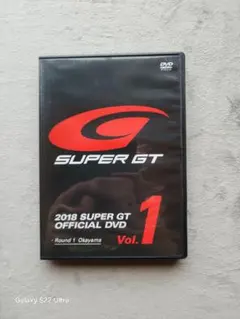 DVD
SUPER GT
2018 SUPER GT
OFFICIAL DVD
Round 1 Okayama
Vol. 1
Galaxy S22 Ultra